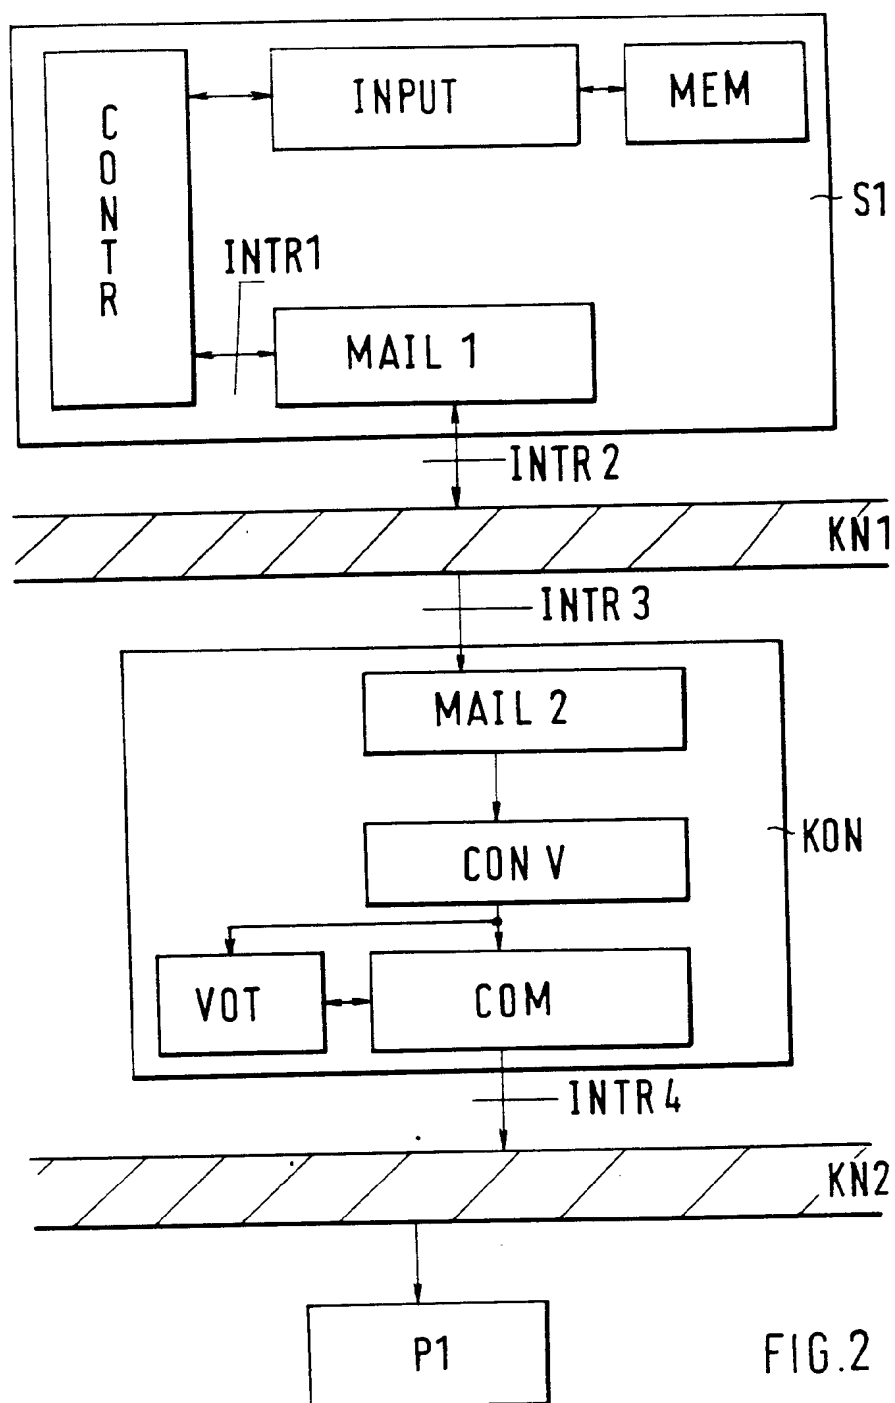 CONTR
INPUT
MEM
S1
INTR1
MAIL 1
INTR 2
KN1
INTR 3
MAIL 2
CON V
KON
VOT
COM
INTR 4
KN2
P1
FIG.2